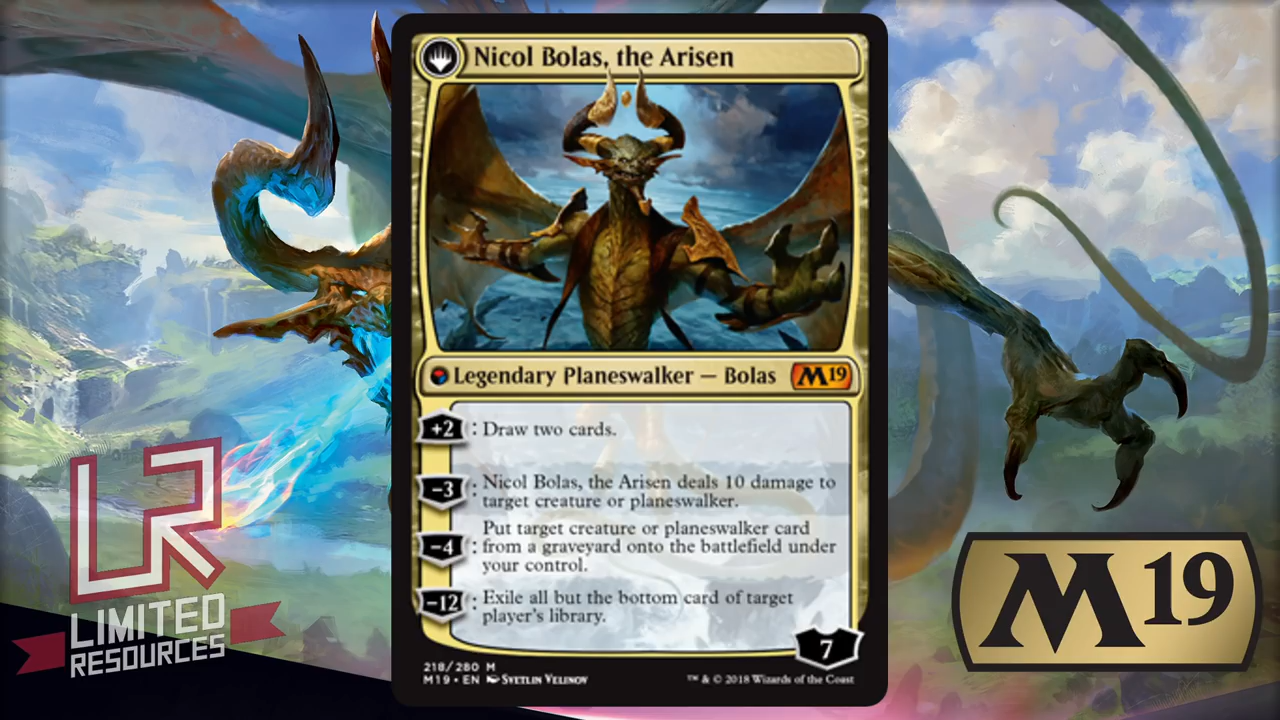 Nicol Bolas, the Arisen
Legendary Planeswalker — Bolas M19
+2: Draw two cards.
−3: Nicol Bolas, the Arisen deals 10 damage to
target creature or planeswalker.
Put target creature or planeswalker card
−4: from a graveyard onto the battlefield under
your control.
−12: Exile all but the bottom card of target
player's library.
7
218/280 M
M19 • EN Svetlin Velinov
™ & © 2018 Wizards of the Coast
LR
LIMITED
RESOURCES
M19